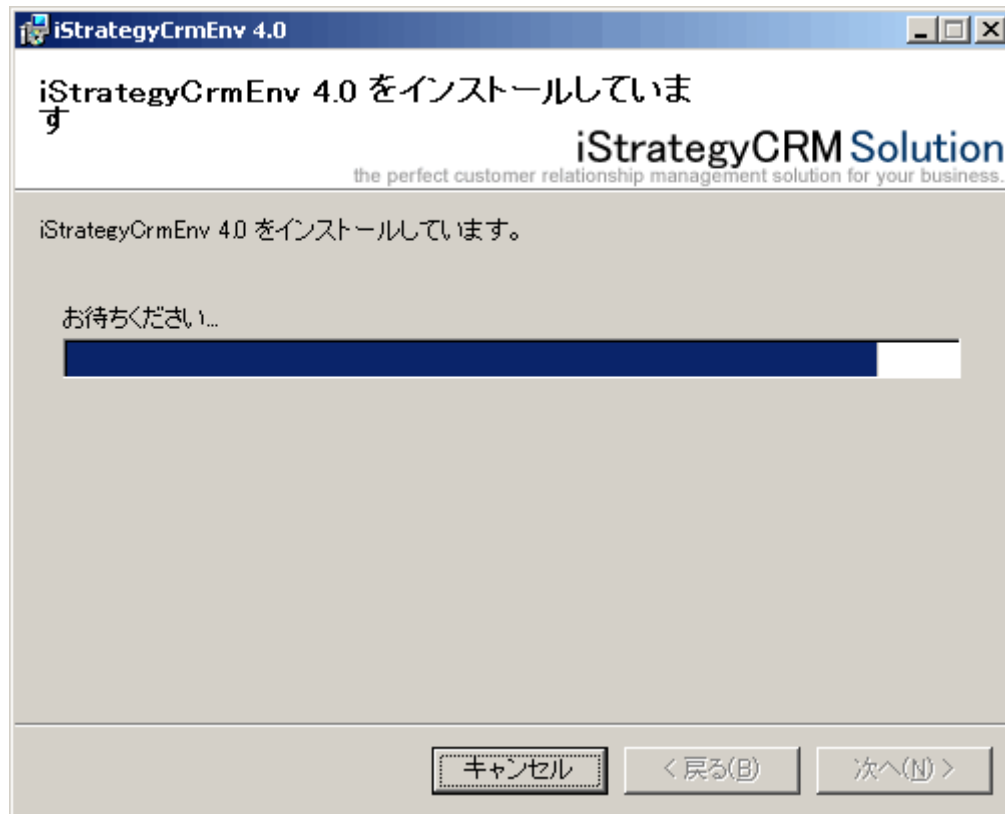 iStrategyCrmEnv 4.0
iStrategyCrmEnv 4.0 をインストールしていま
す
iStrategyCRM Solution
the perfect customer relationship management solution for your business.
iStrategyCrmEnv 4.0 をインストールしています。
お待ちください...
キャンセル
< 戻る(B)
次へ(N) >